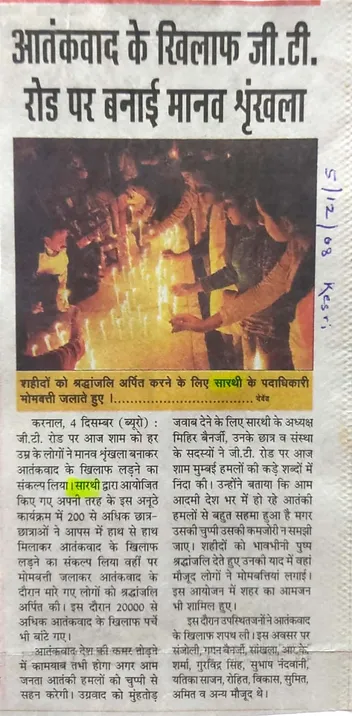 आतंकवाद के खिलाफ जी.टी.
रोड पर बनाई मानव श्रृंखला
5/12/08 Kesri
शहीदों को श्रद्धांजलि अर्पित करने के लिए सारथी के पदाधिकारी
मोमबत्ती जलाते हुए ।................................... देवेंद्र
करनाल, 4 दिसम्बर (ब्यूरो) :
जी.टी. रोड पर आज शाम को हर
उम्र के लोगों ने मानव श्रृंखला बनाकर
आतंकवाद के खिलाफ लड़ने का
संकल्प लिया। सारथी द्वारा आयोजित
किए गए अपनी तरह के इस अनूठे
कार्यक्रम में 200 से अधिक छात्र-
छात्राओं ने आपस में हाथ से हाथ
मिलाकर आतंकवाद के खिलाफ
लड़ने का संकल्प लिया वहीं पर
मोमबत्ती जलाकर आतंकवाद के
दौरान मारे गए लोगों को श्रद्धांजलि
अर्पित की। इस दौरान 20000 से
अधिक आतंकवाद के खिलाफ पर्चे
भी बांटे गए।
आतंकवाद देश की कमर तोड़ने
में कामयाब तभी होगा अगर आम
जनता आतंकी हमलों को चुप्पी से
सहन करेगी। उग्रवाद को मुंहतोड़
जवाब देने के लिए सारथी के अध्यक्ष
मिहिर बैनर्जी, उनके छात्र व संस्था
के सदस्यों ने जी.टी. रोड पर आज
शाम मुम्बई हमलों की कड़े शब्दों में
निंदा की। उन्होंने बताया कि आम
आदमी देश भर में हो रहे आतंकी
हमलों से बहुत सहमा हुआ है मगर
उसकी चुप्पी उसकी कमजोरी न समझी
जाए। शहीदों को भावभीनी पुष्प
श्रद्धांजलि देते हुए उनकी याद में वहां
मौजूद लोगों ने मोमबत्तियां लगाई।
इस आयोजन में शहर का आमजन
भी शामिल हुए।
इस दौरान उपस्थितजनों ने आतंकवाद
के खिलाफ शपथ ली। इस अवसर पर
संजोली, गगन बैनर्जी, सोखला, आर.के.
शर्मा, गुरविंद्र सिंह, सुभाष नंदवानी,
यतिका साजन, रोहित, विकास, सुमित,
अमित व अन्य मौजूद थे।